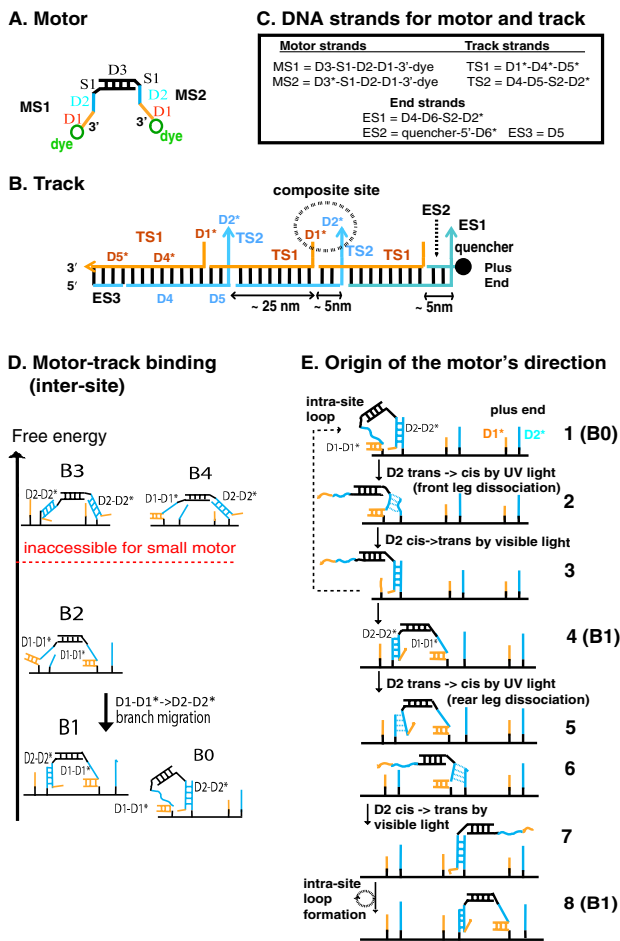 A. Motor
D3
S1
S1
D2
D2
MS1
MS2
D1
D1
3'
3'
dye
dye
C. DNA strands for motor and track
Motor strands
Track strands
MS1 = D3-S1-D2-D1-3'-dye
TS1 = D1*-D4*-D5*
MS2 = D3*-S1-D2-D1-3'-dye
TS2 = D4-D5-S2-D2*
End strands
ES1 = D4-D6-S2-D2*
ES2 = quencher-5'-D6*
ES3 = D5
B. Track
composite site
ES2
ES1
D2*
D2*
TS1
D1*
TS2
D1*
TS2
quencher
D5*
D4*
TS1
TS1
3'
Plus
End
5'
ES3
D4
D5
~ 25 nm
~ 5nm
~ 5nm
D. Motor-track binding
(inter-site)
Free energy
B3
B4
D2-D2*
D2-D2*
D1-D1*
D2-D2*
inaccessible for small motor
B2
D1-D1*
D1-D1*
D1-D1*->D2-D2*
branch migration
B1
B0
D2-D2*
D1-D1*
D2-D2*
D1-D1*
E. Origin of the motor's direction
intra-site
loop
plus end
D2-D2*
D1*
D2*
1 (B0)
D1-D1*
D2 trans -> cis by UV light
(front leg dissociation)
2
D2 cis->trans by visible light
3
D2-D2*
D1-D1*
4 (B1)
D2 trans -> cis by UV light
(rear leg dissociation)
5
6
D2 cis -> trans by
visible light
7
intra-site
loop
formation
8 (B1)